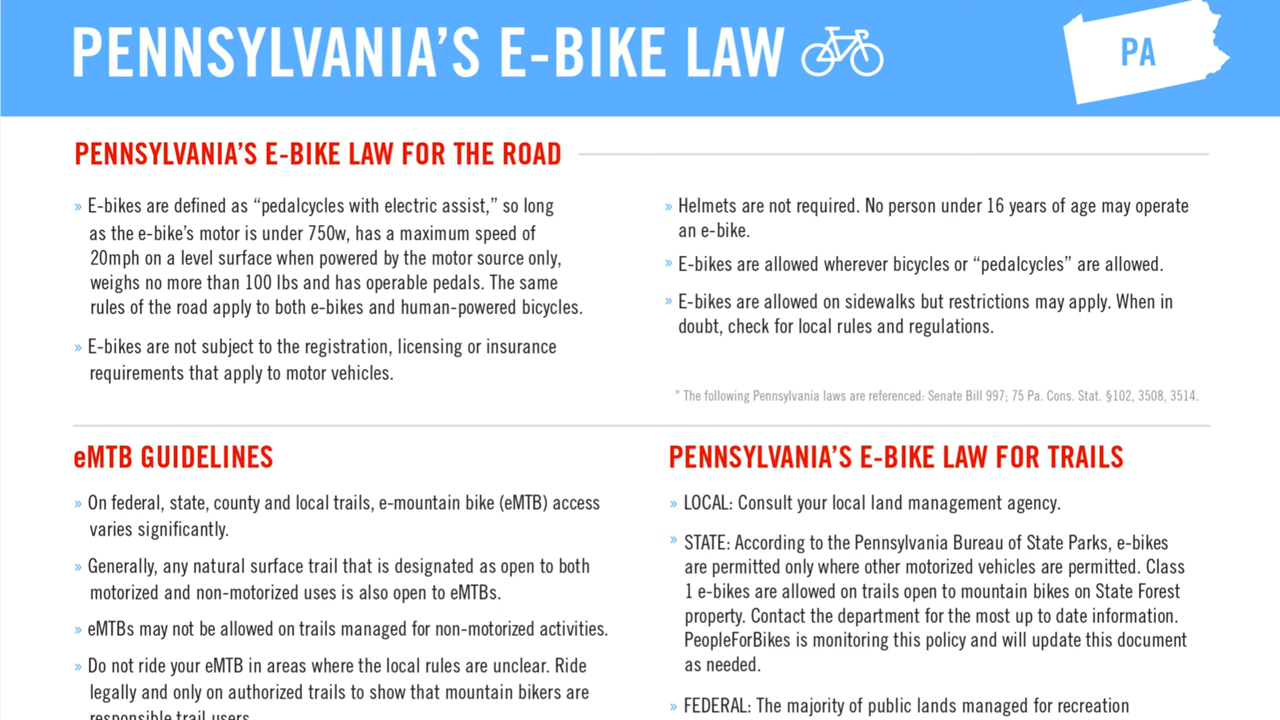 PENNSYLVANIA'S E-BIKE LAW
PA
PENNSYLVANIA'S E-BIKE LAW FOR THE ROAD
» E-bikes are defined as “pedalcycles with electric assist,” so long
as the e-bike's motor is under 750w, has a maximum speed of
20mph on a level surface when powered by the motor source only,
weighs no more than 100 lbs and has operable pedals. The same
rules of the road apply to both e-bikes and human-powered bicycles.
» E-bikes are not subject to the registration, licensing or insurance
requirements that apply to motor vehicles.
» Helmets are not required. No person under 16 years of age may operate
an e-bike.
» E-bikes are allowed wherever bicycles or “pedalcycles” are allowed.
» E-bikes are allowed on sidewalks but restrictions may apply. When in
doubt, check for local rules and regulations.
* The following Pennsylvania laws are referenced: Senate Bill 997; 75 Pa. Cons. Stat. §102, 3508, 3514.
eMTB GUIDELINES
» On federal, state, county and local trails, e-mountain bike (eMTB) access
varies significantly.
» Generally, any natural surface trail that is designated as open to both
motorized and non-motorized uses is also open to eMTBs.
» eMTBs may not be allowed on trails managed for non-motorized activities.
» Do not ride your eMTB in areas where the local rules are unclear. Ride
legally and only on authorized trails to show that mountain bikers are
responsible trail users.
PENNSYLVANIA'S E-BIKE LAW FOR TRAILS
» LOCAL: Consult your local land management agency.
» STATE: According to the Pennsylvania Bureau of State Parks, e-bikes
are permitted only where other motorized vehicles are permitted. Class
1 e-bikes are allowed on trails open to mountain bikes on State Forest
property. Contact the department for the most up to date information.
PeopleForBikes is monitoring this policy and will update this document
as needed.
» FEDERAL: The majority of public lands managed for recreation